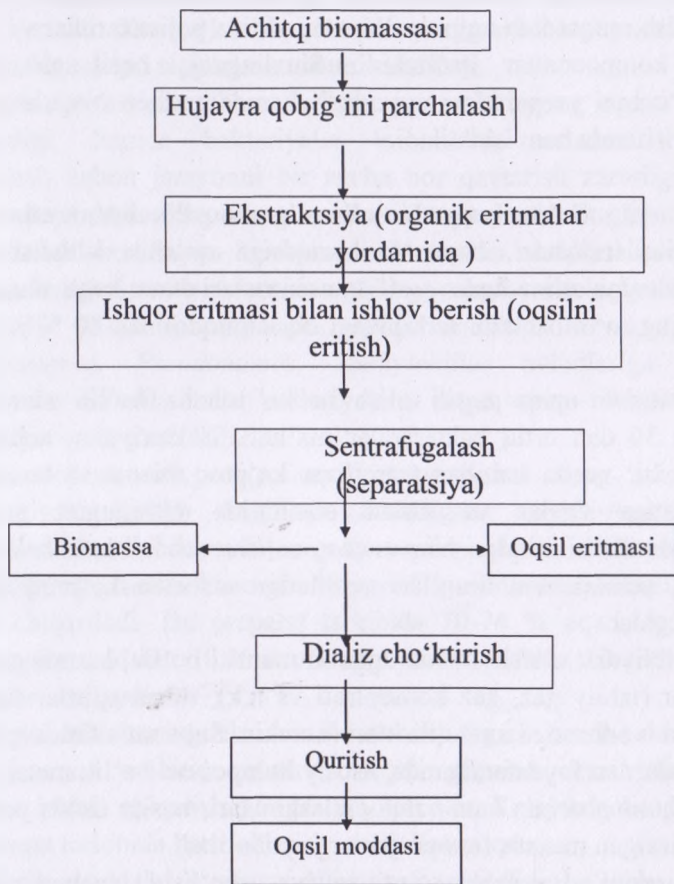 Achitqi biomassasi
Hujayra qobig‘ini parchalash
Ekstraktsiya (organik eritmalar
yordamida )
Ishqor eritmasi bilan ishlov berish (oqsilni
eritish)
Sentrafugalash
(separatsiya)
Biomassa
Oqsil eritmasi
Dializ cho‘ktirish
Quritish
Oqsil moddasi